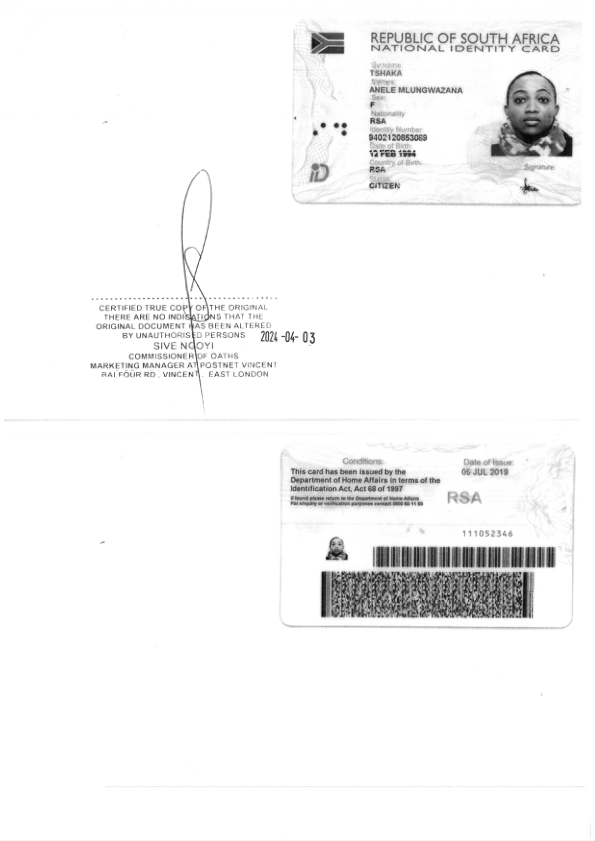 REPUBLIC OF SOUTH AFRICA
NATIONAL IDENTITY CARD
Surname
TSHAKA
Names
ANELE MLUNGWAZANA
Sex:
F
Nationality
RSA
Identity Number
9402120853089
Date of Birth
12 FEB 1994
Country of Birth:
RSA
Status:
CITIZEN
Signature:
iD
CERTIFIED TRUE COPY OF THE ORIGINAL
THERE ARE NO INDICATIONS THAT THE
ORIGINAL DOCUMENT HAS BEEN ALTERED
BY UNAUTHORISED PERSONS
2024-04-03
SIVE
COMMISSIONER OF OATHS
MARKETING MANAGER AT POSTNET VINCENT
BALFOUR RD , VINCENT , EAST LONDON
Conditions:
This card has been issued by the
Department of Home Affairs in terms of the
Identification Act, Act 68 of 1997
If found please return to the Department of Home Affairs
For enquiry or verification purposes contact 0800 60 11
Date of Issue:
05 JUL 2019
RSA
111052346